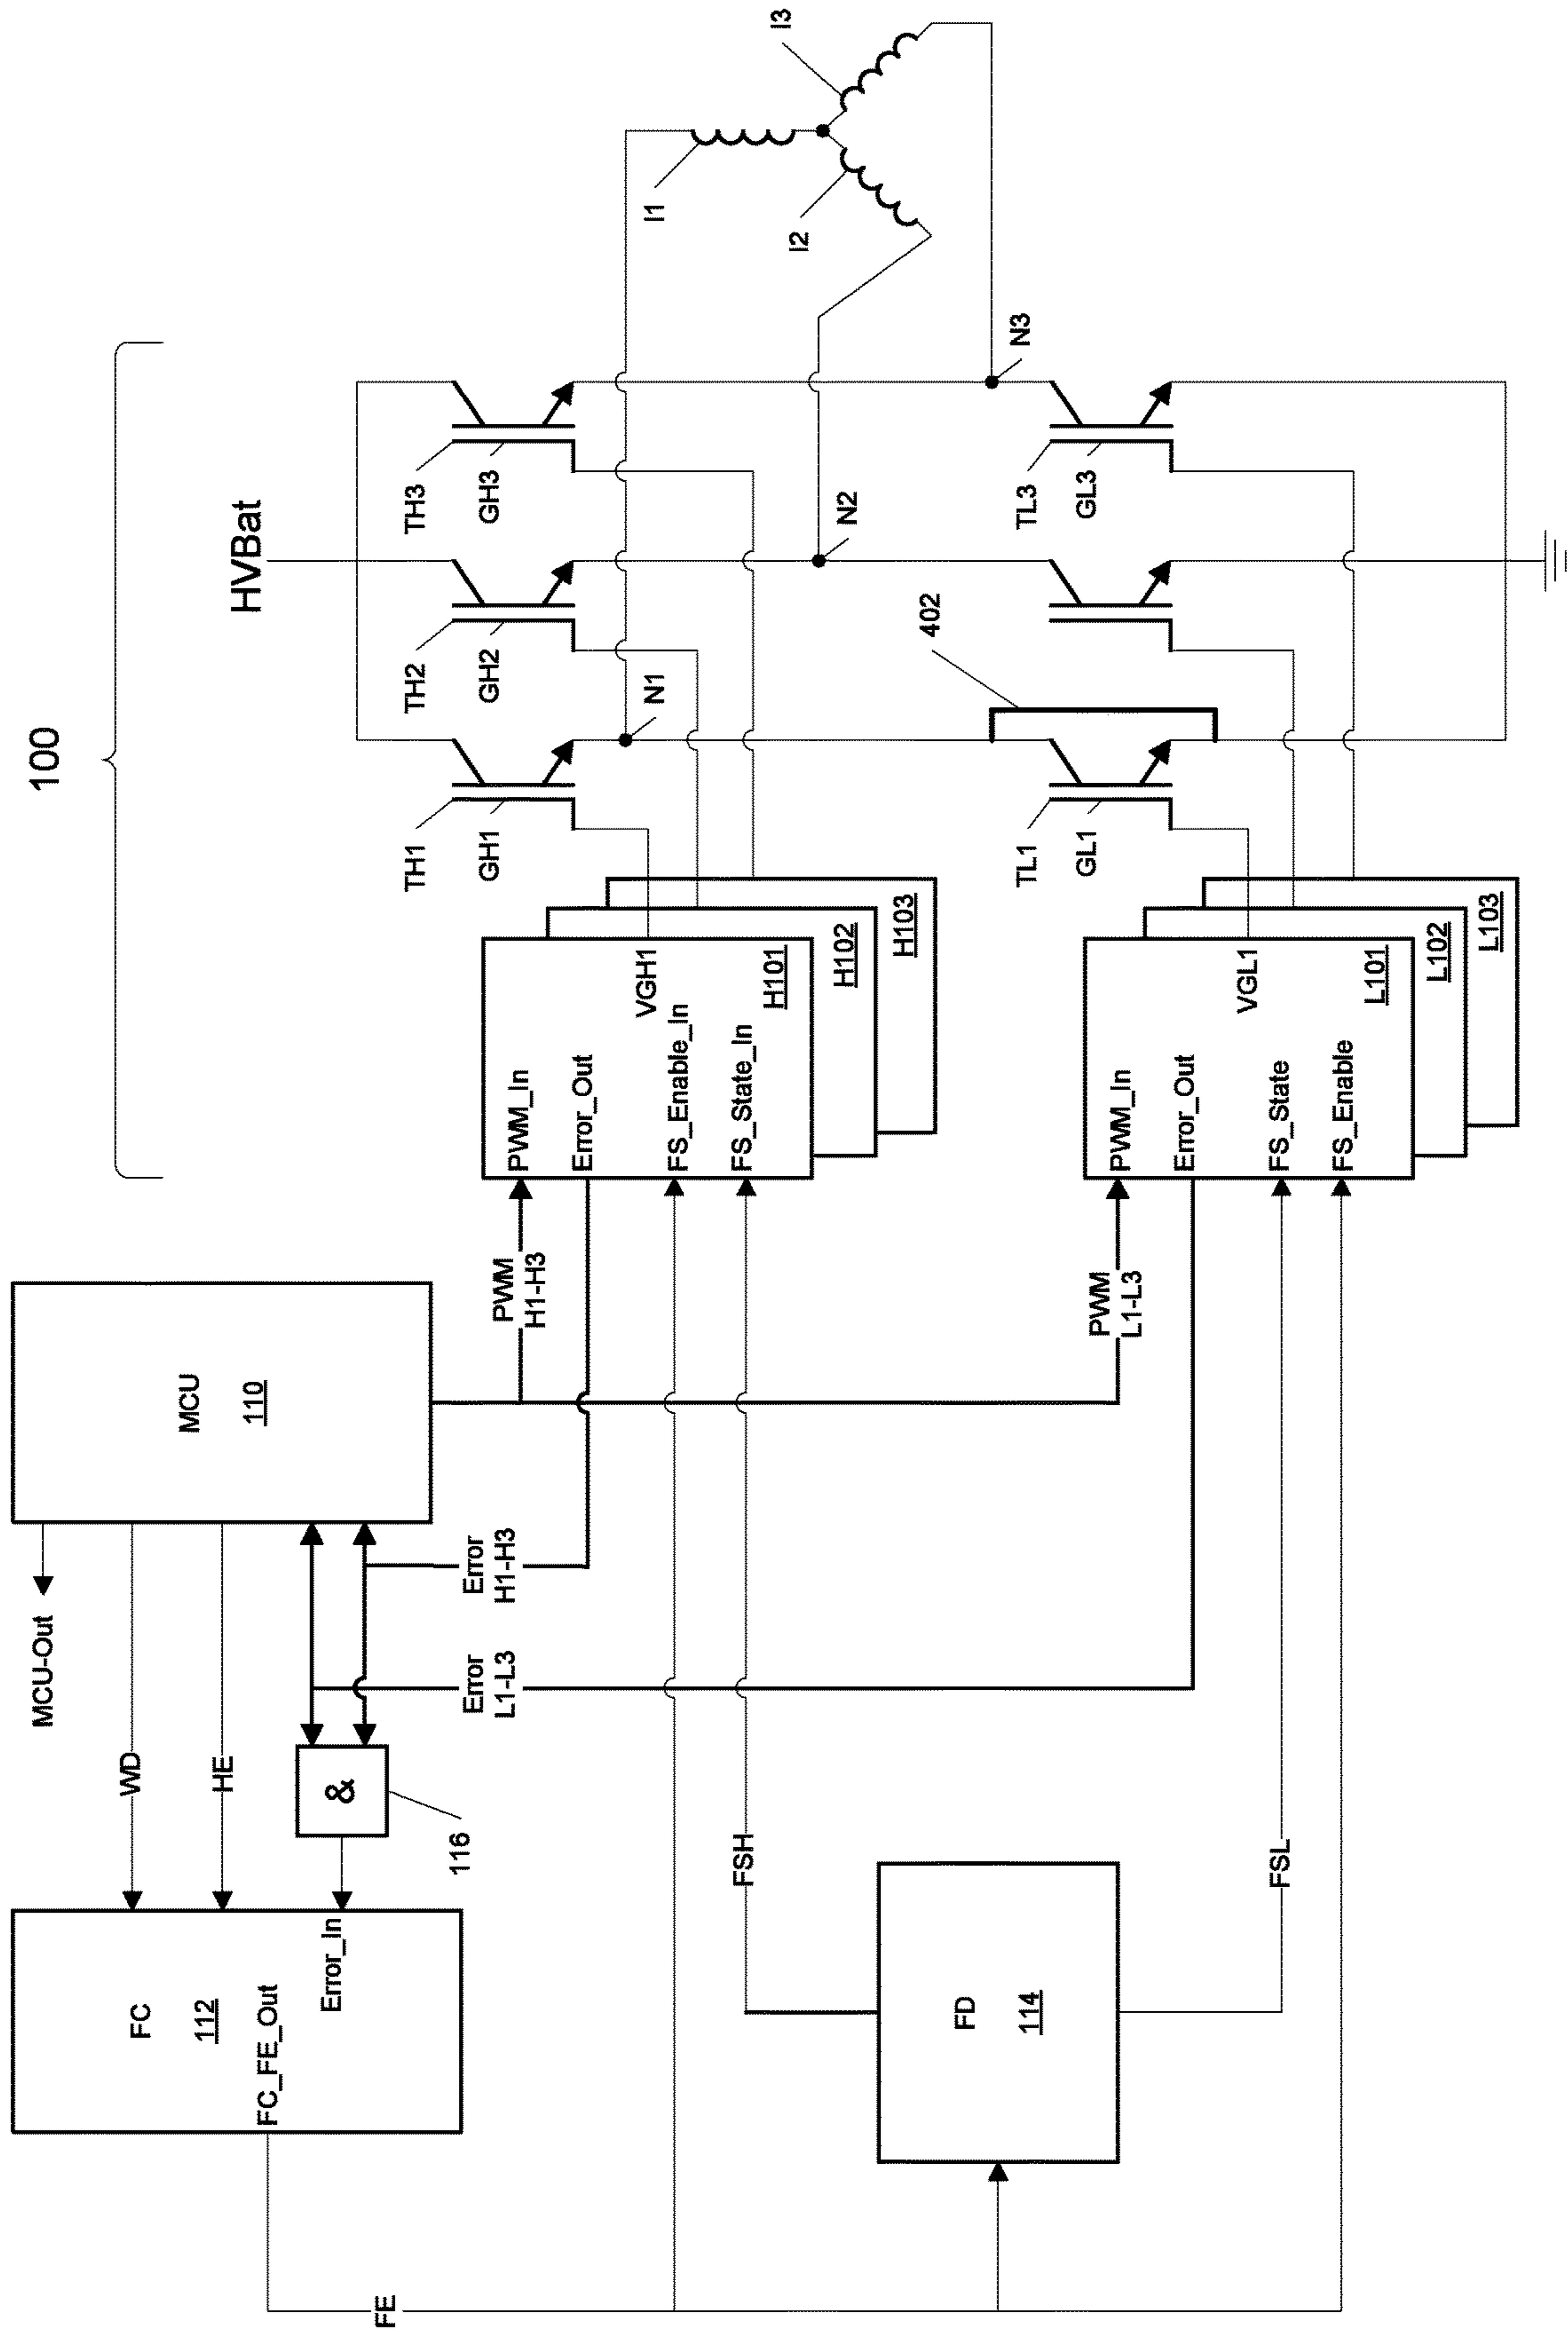 100
HVBat
FC
112
FC_FE_Out
Error_In
WD
HE
MCU-Out
&
116
MCU
110
Error
H1-H3
Error
L1-L3
PWM
H1-H3
PWM
L1-L3
FE
FD
114
FSH
FSL
PWM_In
Error_Out
FS_Enable_In
FS_State_In
VGH1
H101
H102
H103
PWM_In
Error_Out
FS_State
FS_Enable
VGL1
L101
L102
L103
TH1
GH1
TH2
GH2
TH3
GH3
N1
N2
N3
402
TL1
GL1
TL3
GL3
I1
I2
I3